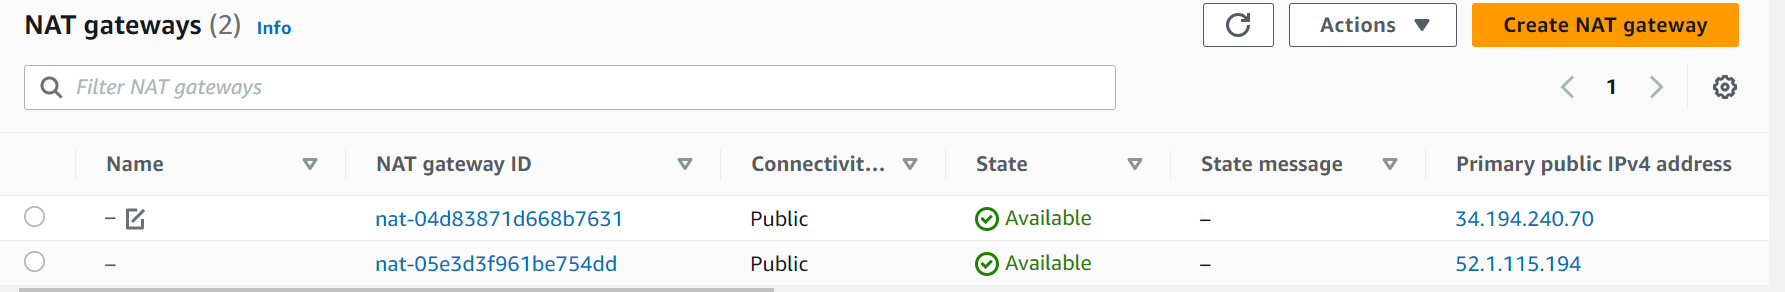 NAT gateways (2) Info
Actions
Create NAT gateway
Filter NAT gateways
1
Name NAT gateway ID Connectivit... State State message Primary public IPv4 address
– nat-04d83871d668b7631 Public Available – 34.194.240.70
– nat-05e3d3f961be754dd Public Available – 52.1.115.194